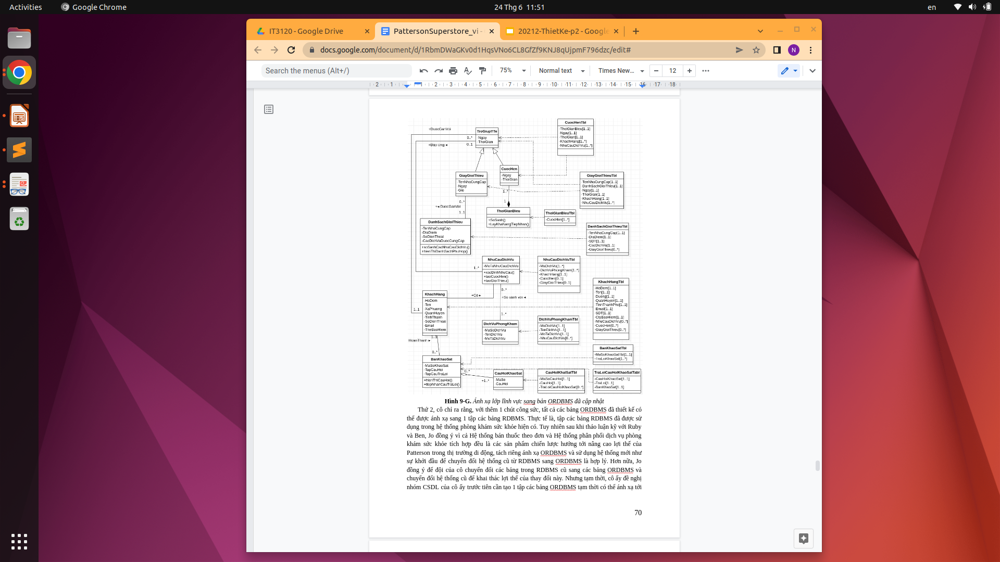 Activities
Google Chrome
24 Thg 6 11:51
en
IT3120 - Google Drive
PattersonSuperstore_vi -
20212-ThietKe-p2 - Google
docs.google.com/document/d/1RbmDWaGKv0d1HqsVNo6CL8GfZf9KNJ8qUjpmF796dzc/edit#
N
Search the menus (Alt+/)
75%
Normal text
Times New...
12
2 1 1 2 3 4 5 6 7 8 9 10 11 12 13 14 15 16 17 18
+DuocGanVoi
0..*
+Đáp ứng
0..1
TroGiupYTe
-Ngay
-ThoiGian
CuocHenTbl
-ThoiGianBieu[1..1]
-Ngay[1..1]
-ThoiGian[1..1]
-KhachHang[1..*]
-NhuCauDichVu[1..*]
GiayGioiThieu
-TenNhaCungCap
-Ngay
-Gio
CuocHen
-Ngay
-ThoiGian
GiayGioiThieuTbl
-TenNhaCungCap[1..1]
-DanhSachGioiThieu[1..1]
-Ngay[1..1]
-ThoiGian[1..1]
-KhachHang[1..1]
-NhuCauDichVu[1..*]
0..*
+ DuocGanVoi
1..1
1..*
1
ThoiGianBieu
+SoSanh()
+LayKhaNangTiepNhan()
ThoiGianBieuTbl
-CuocHen[1..*]
DanhSachGioiThieu
-TenNhaCungCap
-DiaDiem
-SoDienThoai
-CacDichVuDuocCungCap
+soSanhCacNhuCauDichVu()
+hienThiDanhSachPhuHop()
DanhSachGioiThieuTbl
-TenNhaCungCap[1..1]
-DiaDiem[1..1]
-SDT[1..1]
-CacDichVu[1..1]
-GiayGioiThieu[0..*]
1..*
NhuCauDichVu
-MoTaNhuCauDichVu
+xacDinhNhuCau()
+taoCuocHen()
+taoGioiThieu()
NhuCauDichVuTbl
-MaDichVu[1..*]
-DichVuPhongKham[1..*]
-KhachHang[1..1]
-CuocHen[0..1]
-GiayGioiThieu[0..*]
KhachHangTbl
-HoDem[1..1]
-Ten[1..1]
-Duong[1..1]
-QuanHuyen[1..1]
-TinhThanhPho[1..1]
-Email[1..1]
-SDT[1..1]
-CtyBaoHiem[1..1]
-NhuCauDichVu[0..*]
-CuocHen[0..*]
-GiayGioiThieu[0..*]
0..*
+Có
+So sánh với
1..*
1..1
KhachHang
-HoDem
-Ten
-XaPhuong
-QuanHuyen
-TinhThanh
-SoDienThoai
-Email
-TheBaoHiem
DichVuPhongKham
-MaSoDichVu
-TenDichVu
-MoTaDichVu
DichVuPhongKhamTbl
-MaDichVu[1..1]
-TenDichVu[1..1]
-MoTaDichVu[1..1]
-NhuCauDichVu[0..*]
1..1
HoanThanh
0..*
BanKhaoSatTbl
-MaSoKhaoSatTbl[1..1]
-TraLoiKhaoSat[1..*]
BanKhaoSat
-MaSoKhaoSat
-TapCauHoi
-TapCauTraLoi
+hienThiCauHoi()
+tiepNhanCauTraLoi()
0..*
+1..*
CauHoiKhaoSat
-MaSo
-CauHoi
CauHoiKhaiSatTbl
-MaSoCauHoi[1..1]
-CauHoi[1..1]
-TraLoiCauHoiKhaoSat[0..*]
TraLoiCauHoiKhaoSatTabl
-CauHoiKhaoSat[1..1]
-TraLoi[1..1]
-BanKhaoSat[1..1]
Hình 9-G. Ánh xạ lớp lĩnh vực sang bản ORDBMS đã cập nhật
Thứ 2, cô chỉ ra rằng, với thêm 1 chút công sức, tất cả các bảng ORDBMS đã thiết kế có
thể được ánh xạ sang 1 tập các bảng RDBMS. Thực tế là, tập các bảng RDBMS đã được sử
dụng trong hệ thống phòng khám sức khỏe hiện có. Tuy nhiên sau khi thảo luận kỹ với Ruby
và Ben, Jo đồng ý vì cả Hệ thống bán thuốc theo đơn và Hệ thống phân phối dịch vụ phòng
khám sức khỏe tích hợp đều là các sản phẩm chiến lược hướng tới nâng cao lợi thế của
Patterson trong thị trường di động, tách riêng ánh xạ ORDBMS và sử dụng hệ thống mới như
sự khởi đầu để chuyển đổi hệ thống cũ từ RDBMS sang ORDBMS là hợp lý. Hơn nữa, Jo
đồng ý để đội của cô chuyển đổi các bảng trong RDBMS cũ sang các bảng ORDBMS và
chuyển đổi hệ thống cũ để khai thác lợi thế của thay đổi này. Nhưng tạm thời, cô ấy đề nghị
nhóm CSDL của cô ấy trước tiên cần tạo 1 tập các bảng ORDBMS tạm thời có thể ánh xạ tới
70